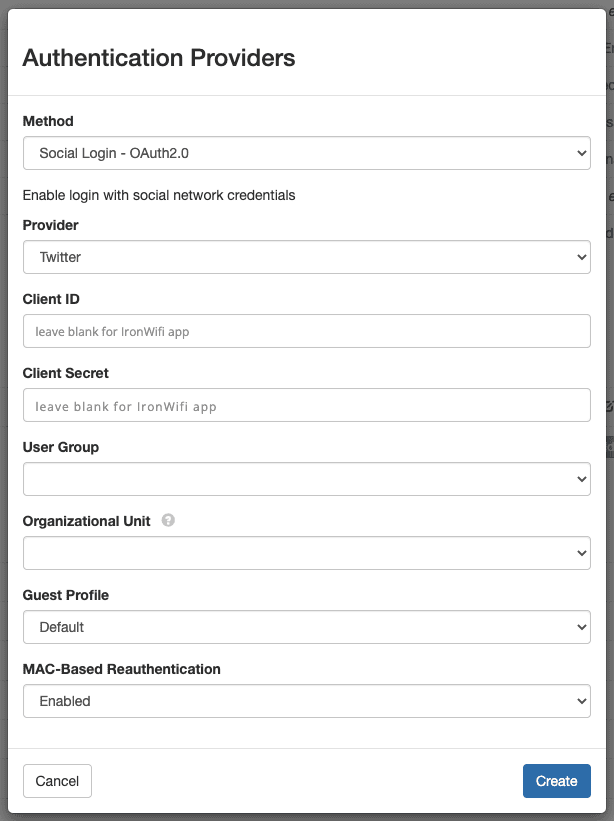 Authentication Providers
Method
Social Login - OAuth2.0
Enable login with social network credentials
Provider
Twitter
Client ID
leave blank for IronWifi app
Client Secret
leave blank for IronWifi app
User Group
Organizational Unit ?
Guest Profile
Default
MAC-Based Reauthentication
Enabled
Cancel
Create